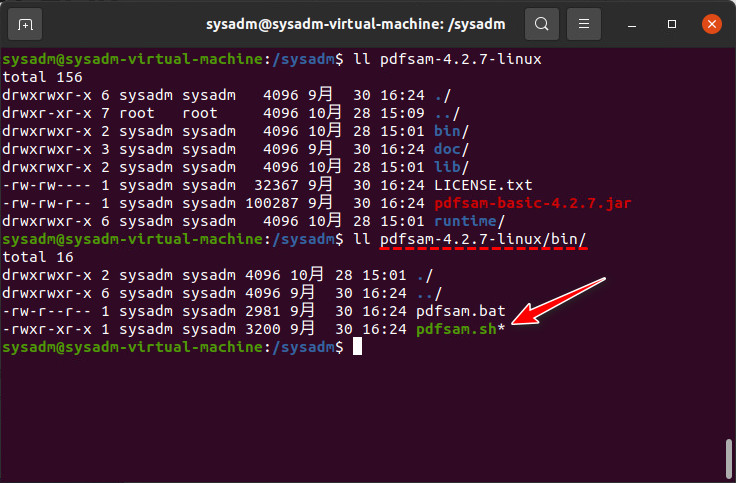 sysadm@sysadm-virtual-machine: /sysadm
sysadm@sysadm-virtual-machine:/sysadm$ ll pdfsam-4.2.7-linux
total 156
drwxrwxr-x 6 sysadm sysadm   4096 9月  30 16:24 ./
drwxr-xr-x 7 root   root     4096 10月 28 15:09 ../
drwxrwxr-x 2 sysadm sysadm   4096 10月 28 15:01 bin/
drwxrwxr-x 3 sysadm sysadm   4096 9月  30 16:24 doc/
drwxrwxr-x 2 sysadm sysadm   4096 10月 28 15:01 lib/
-rw-rw---- 1 sysadm sysadm  32367 9月  30 16:24 LICENSE.txt
-rw-rw-r-- 1 sysadm sysadm 100287 9月  30 16:24 pdfsam-basic-4.2.7.jar
drwxr-xr-x 6 sysadm sysadm   4096 10月 28 15:01 runtime/
sysadm@sysadm-virtual-machine:/sysadm$ ll pdfsam-4.2.7-linux/bin/
total 16
drwxrwxr-x 2 sysadm sysadm 4096 10月 28 15:01 ./
drwxrwxr-x 6 sysadm sysadm 4096 9月  30 16:24 ../
-rw-r--r-- 1 sysadm sysadm 2981 9月  30 16:24 pdfsam.bat
-rwxr-xr-x 1 sysadm sysadm 3200 9月  30 16:24 pdfsam.sh*
sysadm@sysadm-virtual-machine:/sysadm$